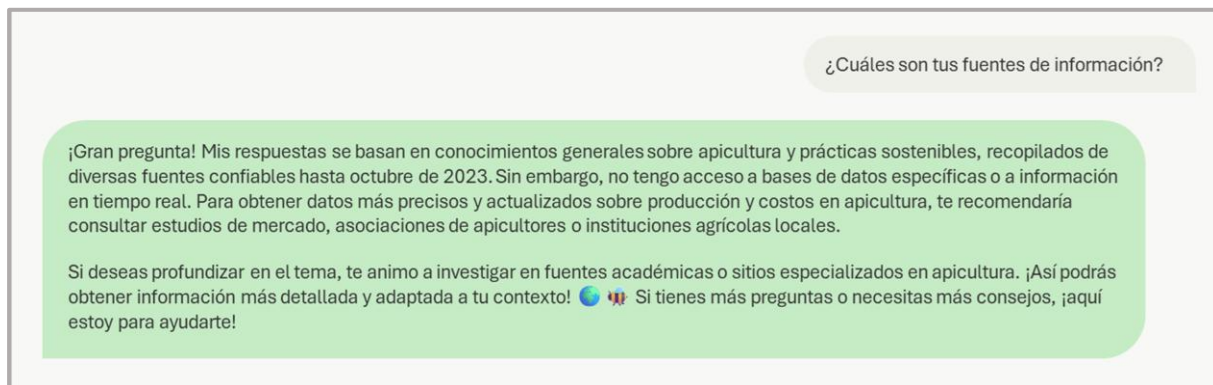 ¿Cuáles son tus fuentes de información?
¡Gran pregunta! Mis respuestas se basan en conocimientos generales sobre apicultura y prácticas sostenibles, recopilados de
diversas fuentes confiables hasta octubre de 2023. Sin embargo, no tengo acceso a bases de datos específicas o a información
en tiempo real. Para obtener datos más precisos y actualizados sobre producción y costos en apicultura, te recomendaría
consultar estudios de mercado, asociaciones de apicultores o instituciones agrícolas locales.
Si deseas profundizar en el tema, te animo a investigar en fuentes académicas o sitios especializados en apicultura. ¡Así podrás
obtener información más detallada y adaptada a tu contexto! 🌍 🐝 Si tienes más preguntas o necesitas más consejos, ¡aquí
estoy para ayudarte!